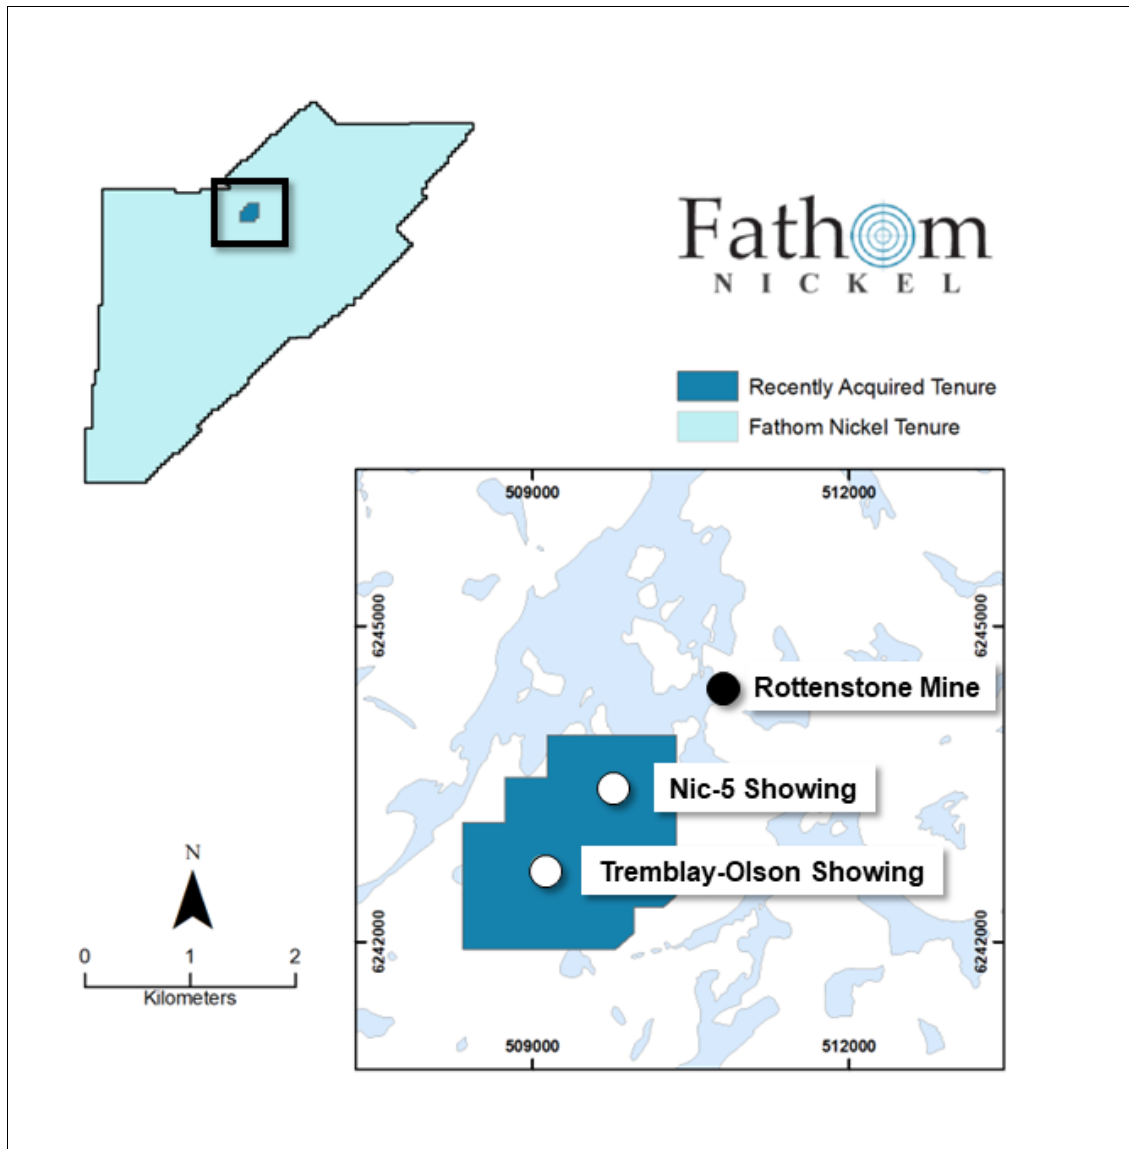 Fathom
NICKEL
Recently Acquired Tenure
Fathom Nickel Tenure
509000
512000
6245000
6245000
Rottenstone Mine
Nic-5 Showing
Tremblay-Olson Showing
N
0 1 2
Kilometers
6242000
6242000
509000
512000